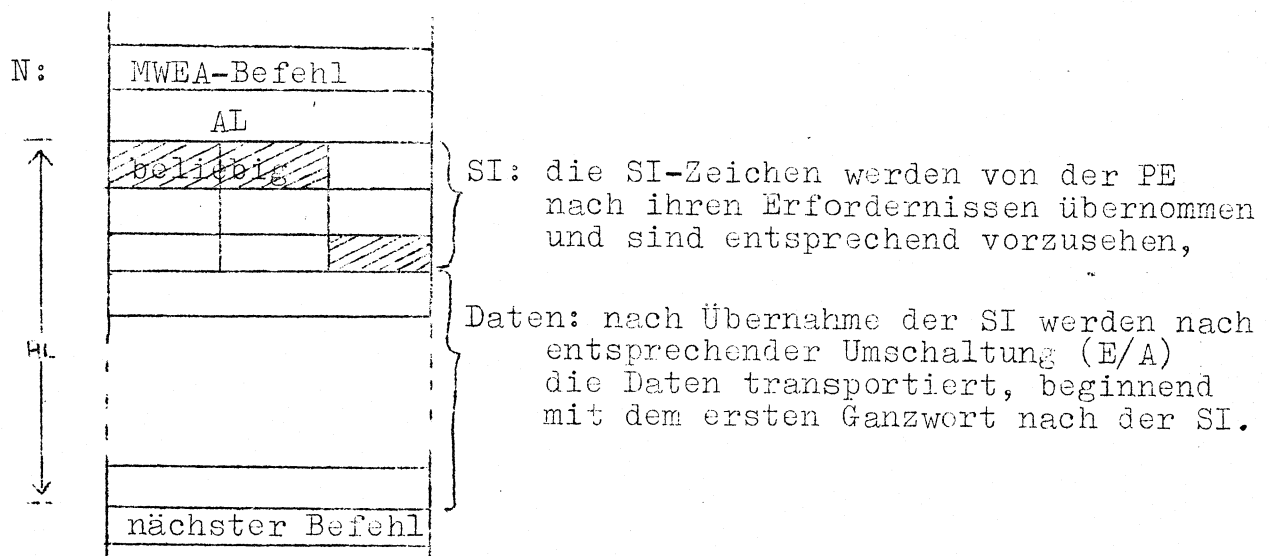 N:
MWEA-Befehl
AL
beliebig
SI: die SI-Zeichen werden von der PE
nach ihren Erfordernissen übernommen
und sind entsprechend vorzusehen,
Daten: nach Übernahme der SI werden nach
entsprechender Umschaltung (E/A)
die Daten transportiert, beginnend
mit dem ersten Ganzwort nach der SI.
HL
nächster Befehl